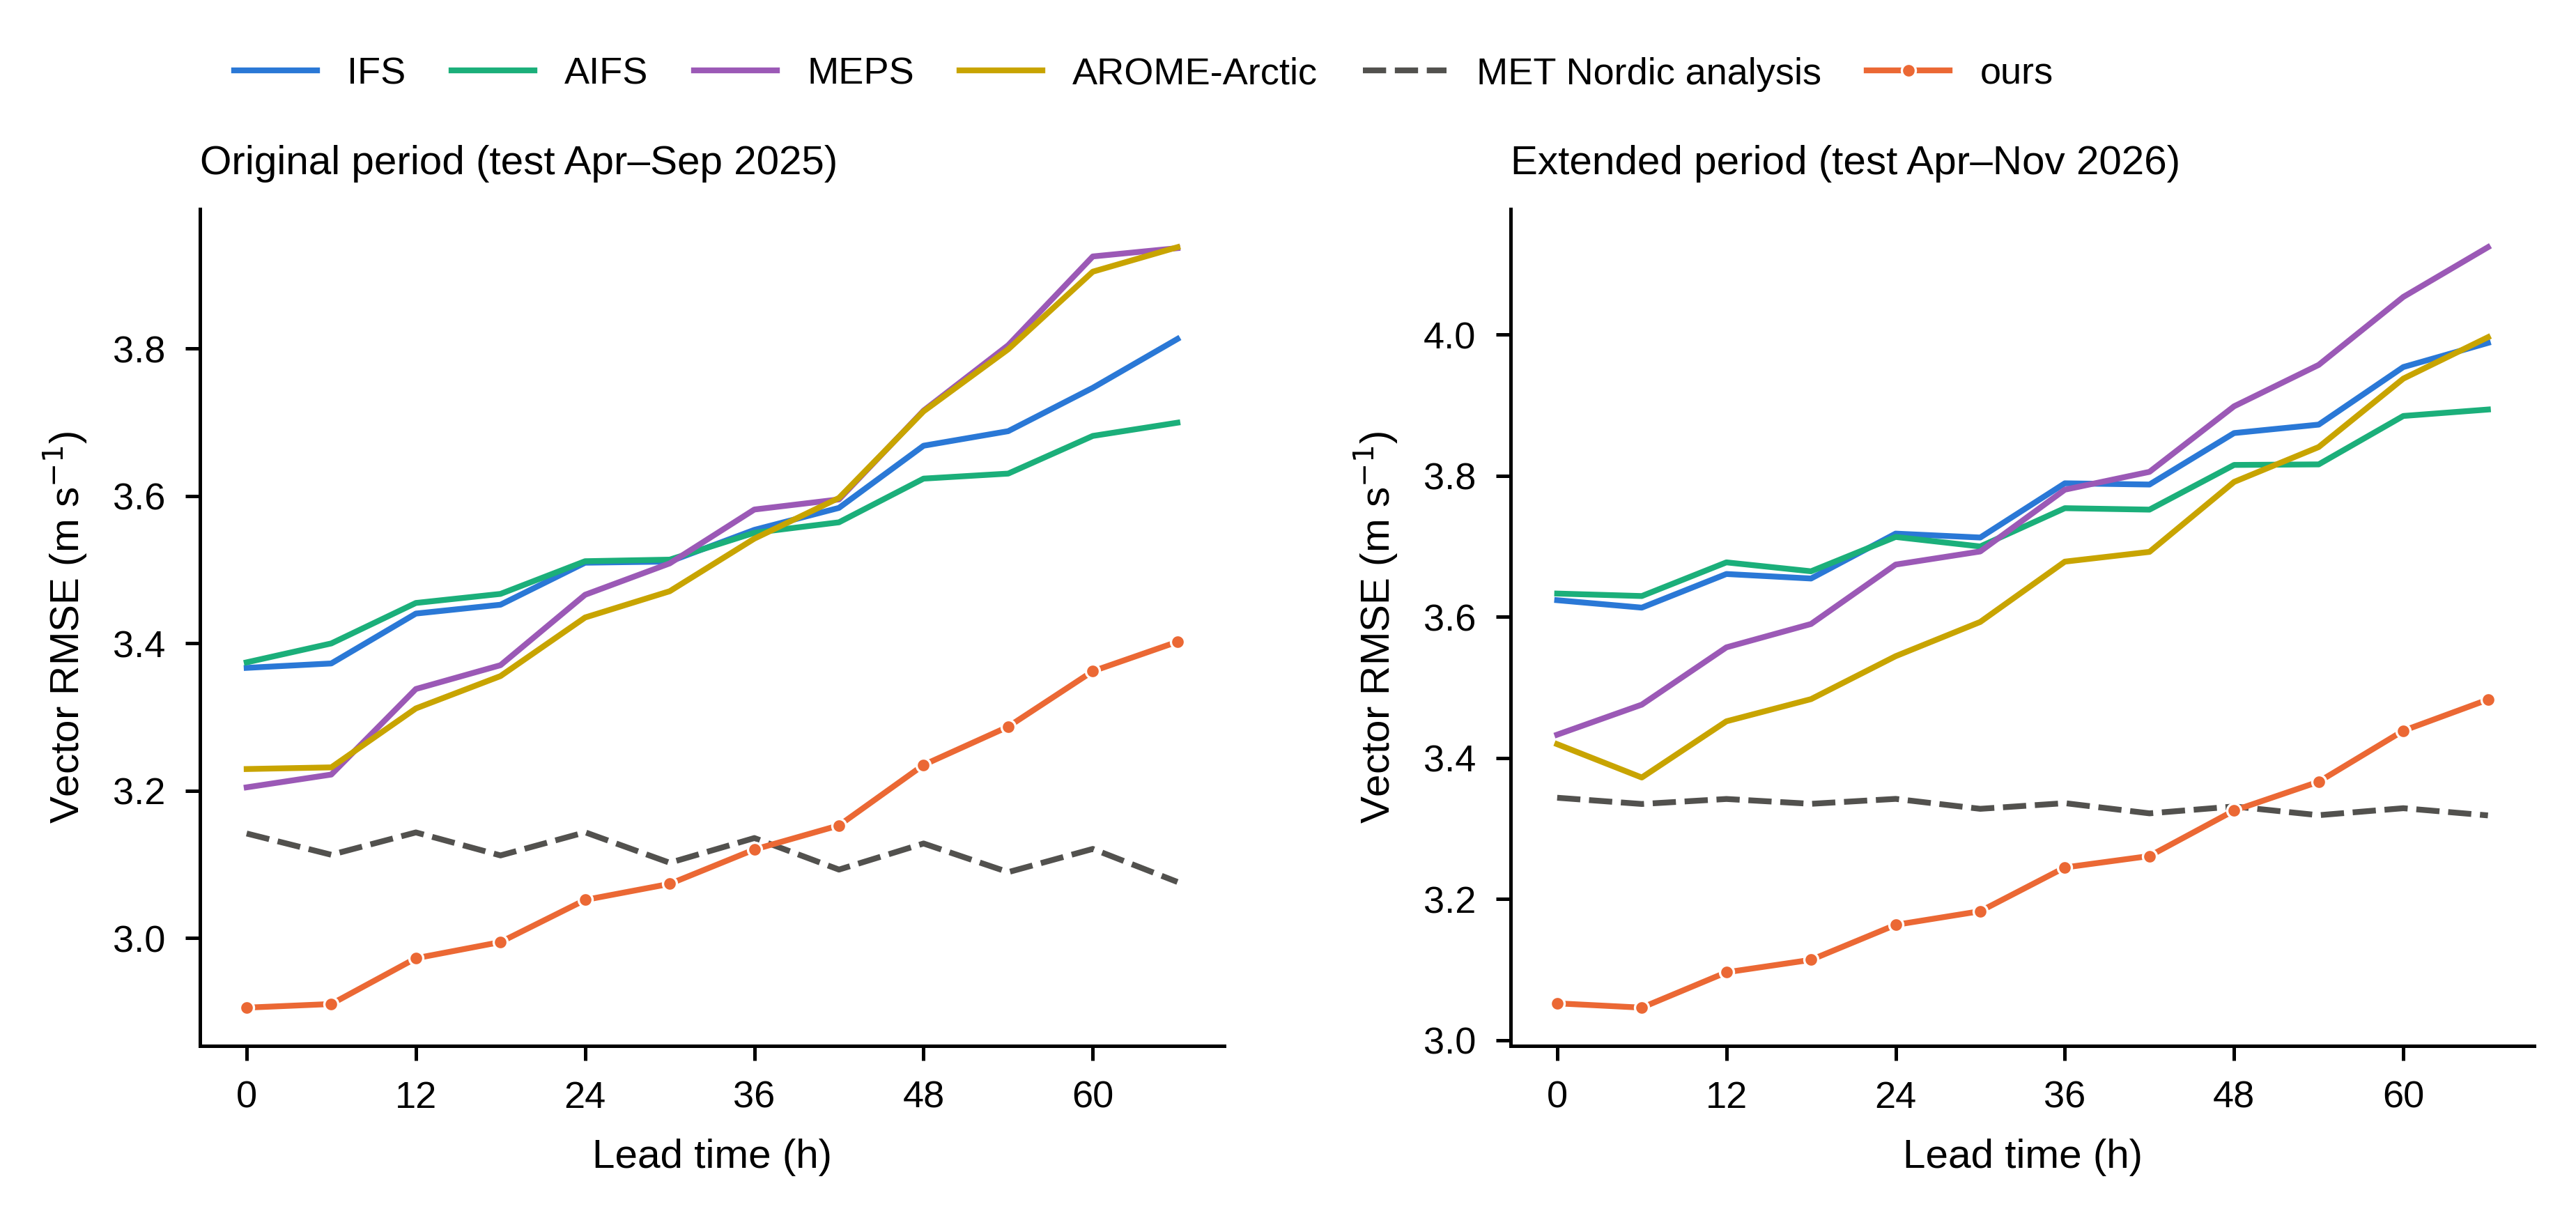 IFS AIFS MEPS AROME-Arctic MET Nordic analysis ours
Original period (test Apr–Sep 2025)
Vector RMSE (m s⁻¹)
3.8
3.6
3.4
3.2
3.0
0 12 24 36 48 60
Lead time (h)
Extended period (test Apr–Nov 2026)
Vector RMSE (m s⁻¹)
4.0
3.8
3.6
3.4
3.2
3.0
0 12 24 36 48 60
Lead time (h)